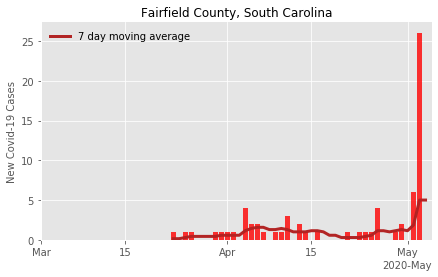 Fairfield County, South Carolina
7 day moving average
New Covid-19 Cases
25
20
15
10
5
0
Mar
15
Apr
15
May
2020-May